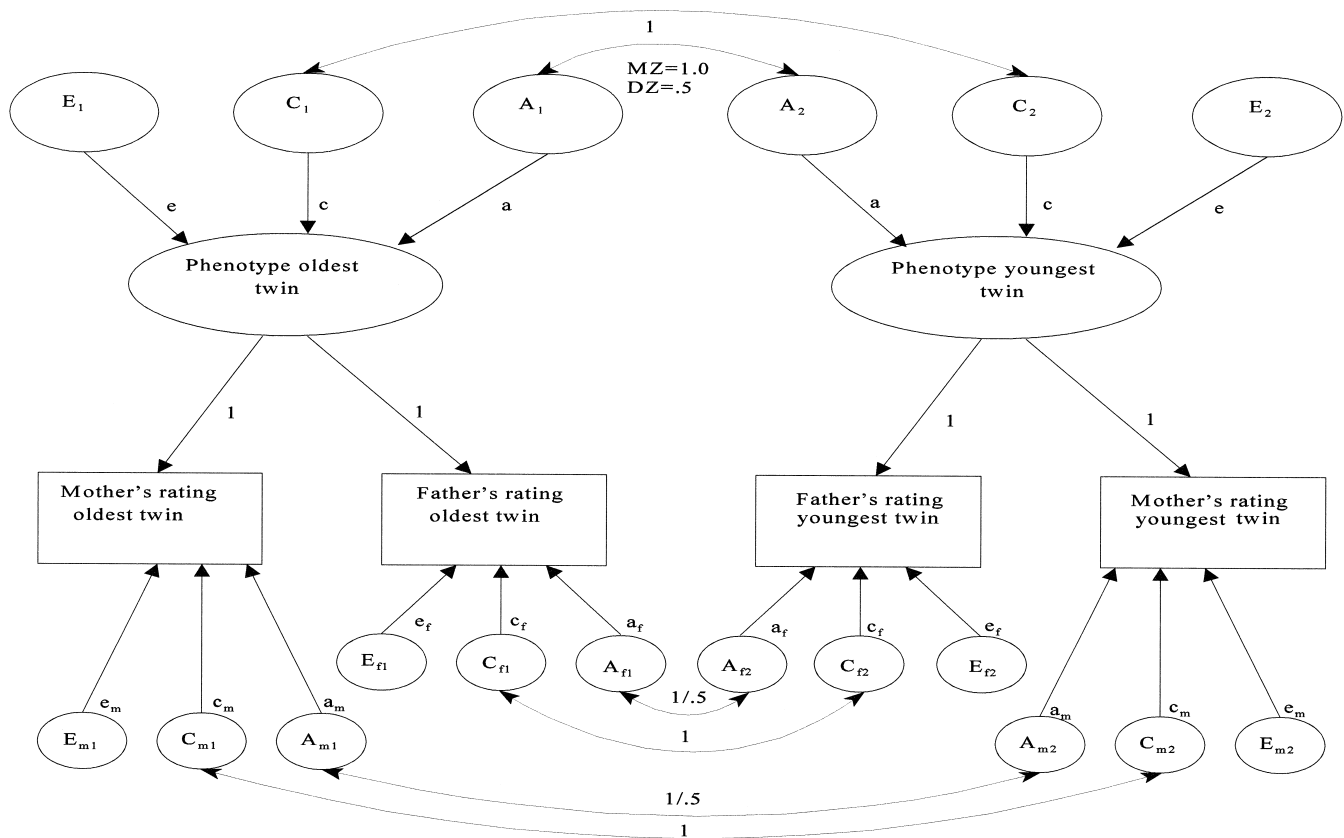 1
MZ=1.0
DZ=.5
E1
C1
A1
A2
C2
E2
e
c
a
a
c
e
Phenotype oldest
twin
Phenotype youngest
twin
1
1
1
1
Mother's rating
oldest twin
Father's rating
oldest twin
Father's rating
youngest twin
Mother's rating
youngest twin
ef
cf
af
af
cf
ef
Ef1
Cf1
Af1
Af2
Cf2
Ef2
1/.5
1
em
cm
am
am
cm
em
Em1
Cm1
Am1
Am2
Cm2
Em2
1/.5
1